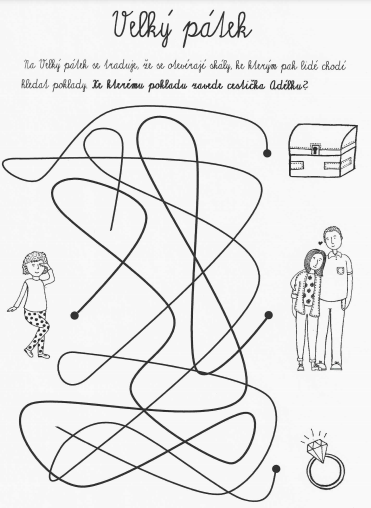 Velký pátek
Na Velký pátek se traduje, že se otevírají skály, ke kterým pak lidé chodí
hledat poklady. Ke kterému pokladu zavede cestička Adélku?